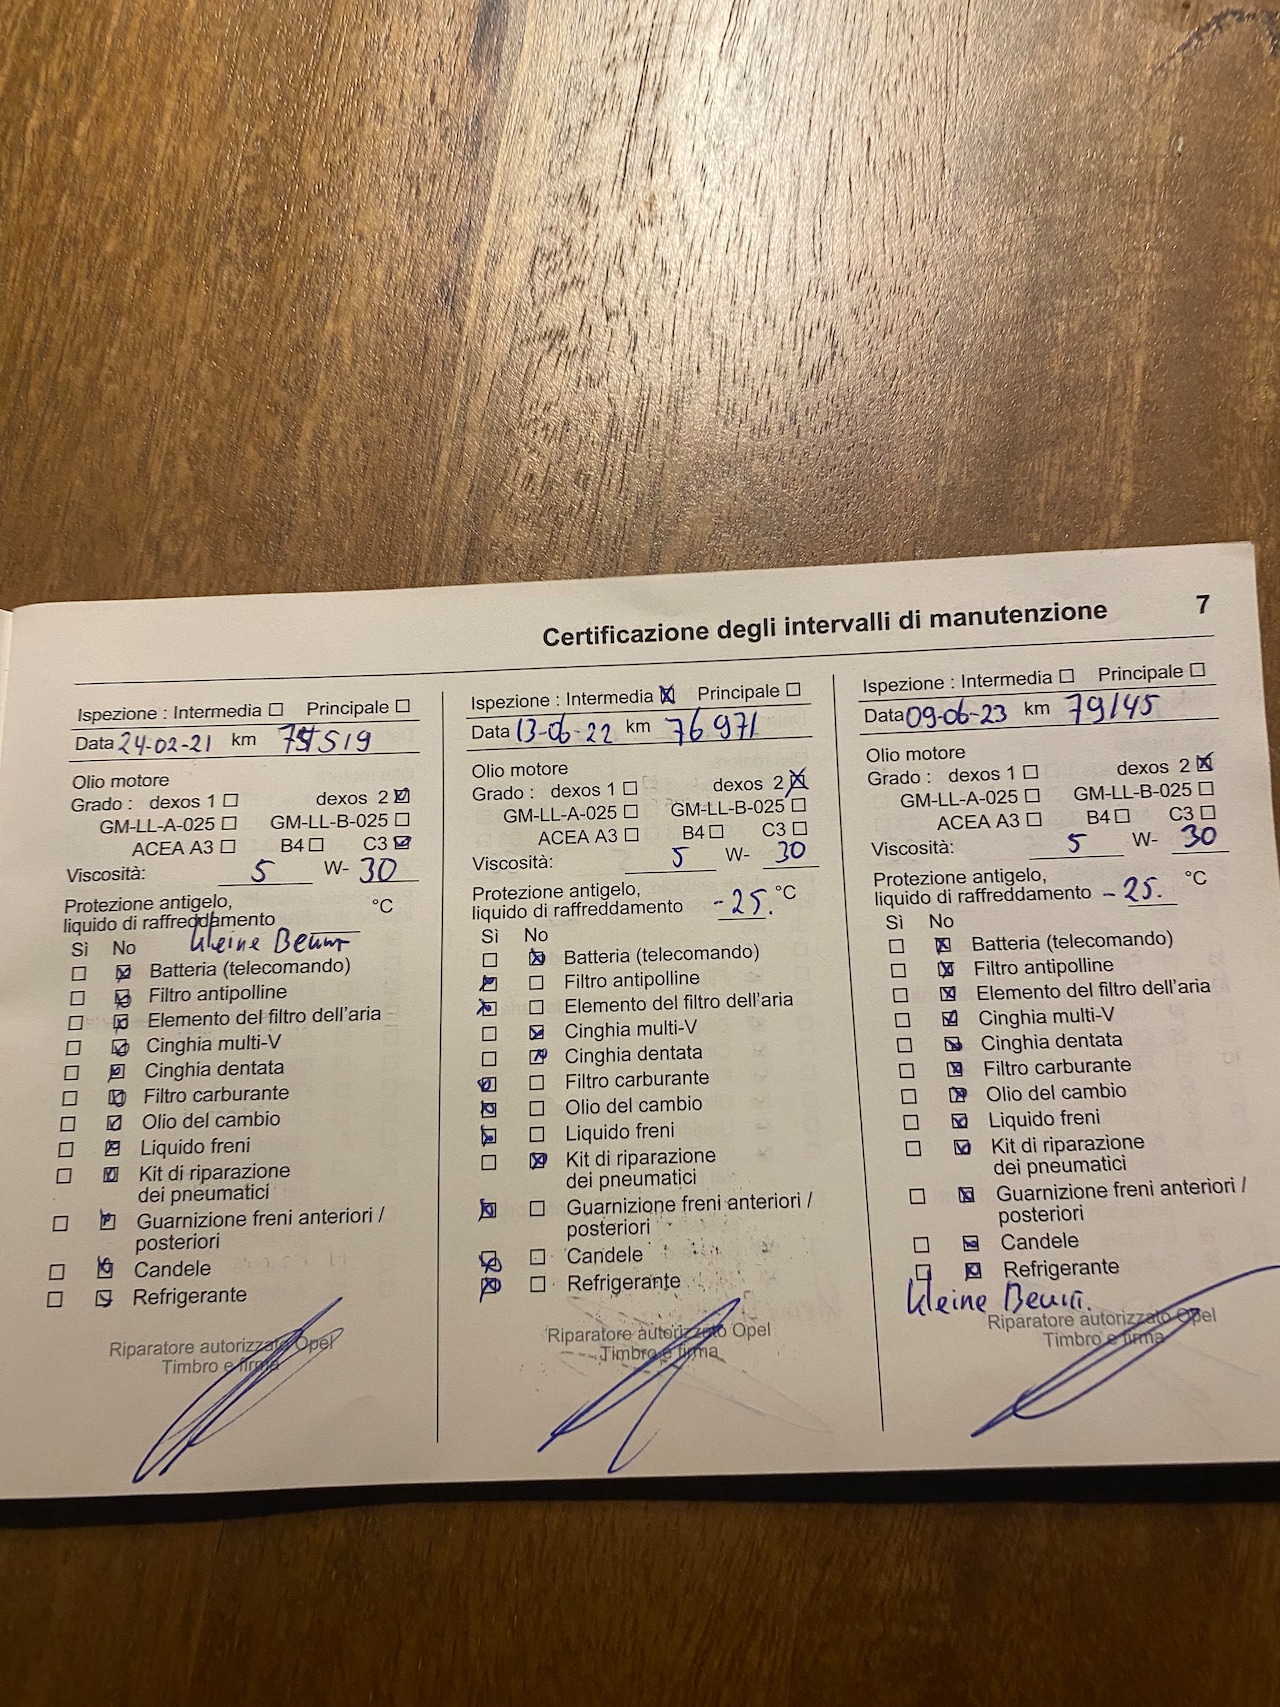 Certificazione degli intervalli di manutenzione 7
Ispezione : Intermedia Principale
Data 24-02-21 km
Olio motore
Grado : dexos 1 dexos 2
GM-LL-A-025 GM-LL-B-025
ACEA A3 B4 C3
Viscosità: 5 W- 30
Protezione antigelo, °C
liquido di raffreddamento
Kleine
Sì No
Batteria (telecomando)
Filtro antipolline
Elemento del filtro dell'aria
Cinghia multi-V
Cinghia dentata
Filtro carburante
Olio del cambio
Liquido freni
Kit di riparazione
dei pneumatici
Guarnizione freni anteriori /
posteriori
Candele
Refrigerante
Riparatore autorizzato Opel
Timbro e firma
Ispezione : Intermedia Principale
Data 13-06-22 km 76971
Olio motore
Grado : dexos 1 dexos 2
GM-LL-A-025 GM-LL-B-025
ACEA A3 B4 C3
Viscosità: 5 W- 30
Protezione antigelo,
liquido di raffreddamento -25. °C
Sì No
Batteria (telecomando)
Filtro antipolline
Elemento del filtro dell'aria
Cinghia multi-V
Cinghia dentata
Filtro carburante
Olio del cambio
Liquido freni
Kit di riparazione
dei pneumatici
Guarnizione freni anteriori /
posteriori
Candele
Refrigerante
Riparatore autorizzato Opel
Timbro e firma
Ispezione : Intermedia Principale
Data 09-06-23 km 79145
Olio motore
Grado : dexos 1 dexos 2
GM-LL-A-025 GM-LL-B-025
ACEA A3 B4 C3
Viscosità: 5 W- 30
Protezione antigelo,
liquido di raffreddamento -25. °C
Sì No
Batteria (telecomando)
Filtro antipolline
Elemento del filtro dell'aria
Cinghia multi-V
Cinghia dentata
Filtro carburante
Olio del cambio
Liquido freni
Kit di riparazione
dei pneumatici
Guarnizione freni anteriori /
posteriori
Candele
Refrigerante
Kleine
Riparatore autorizzato Opel
Timbro e firma